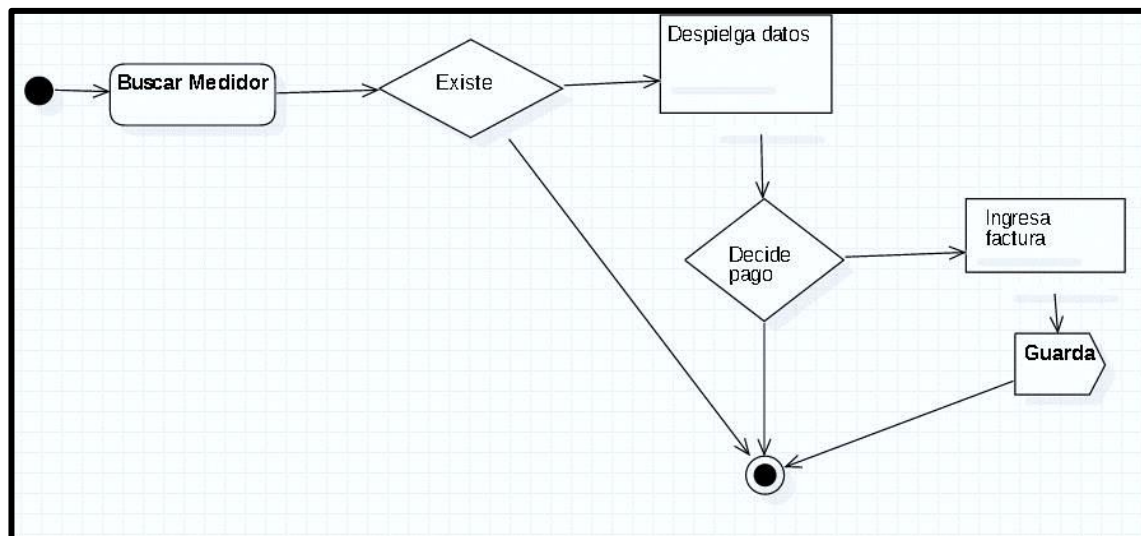 Buscar Medidor
Existe
Despielga datos
Decide
pago
Ingresa
factura
Guarda